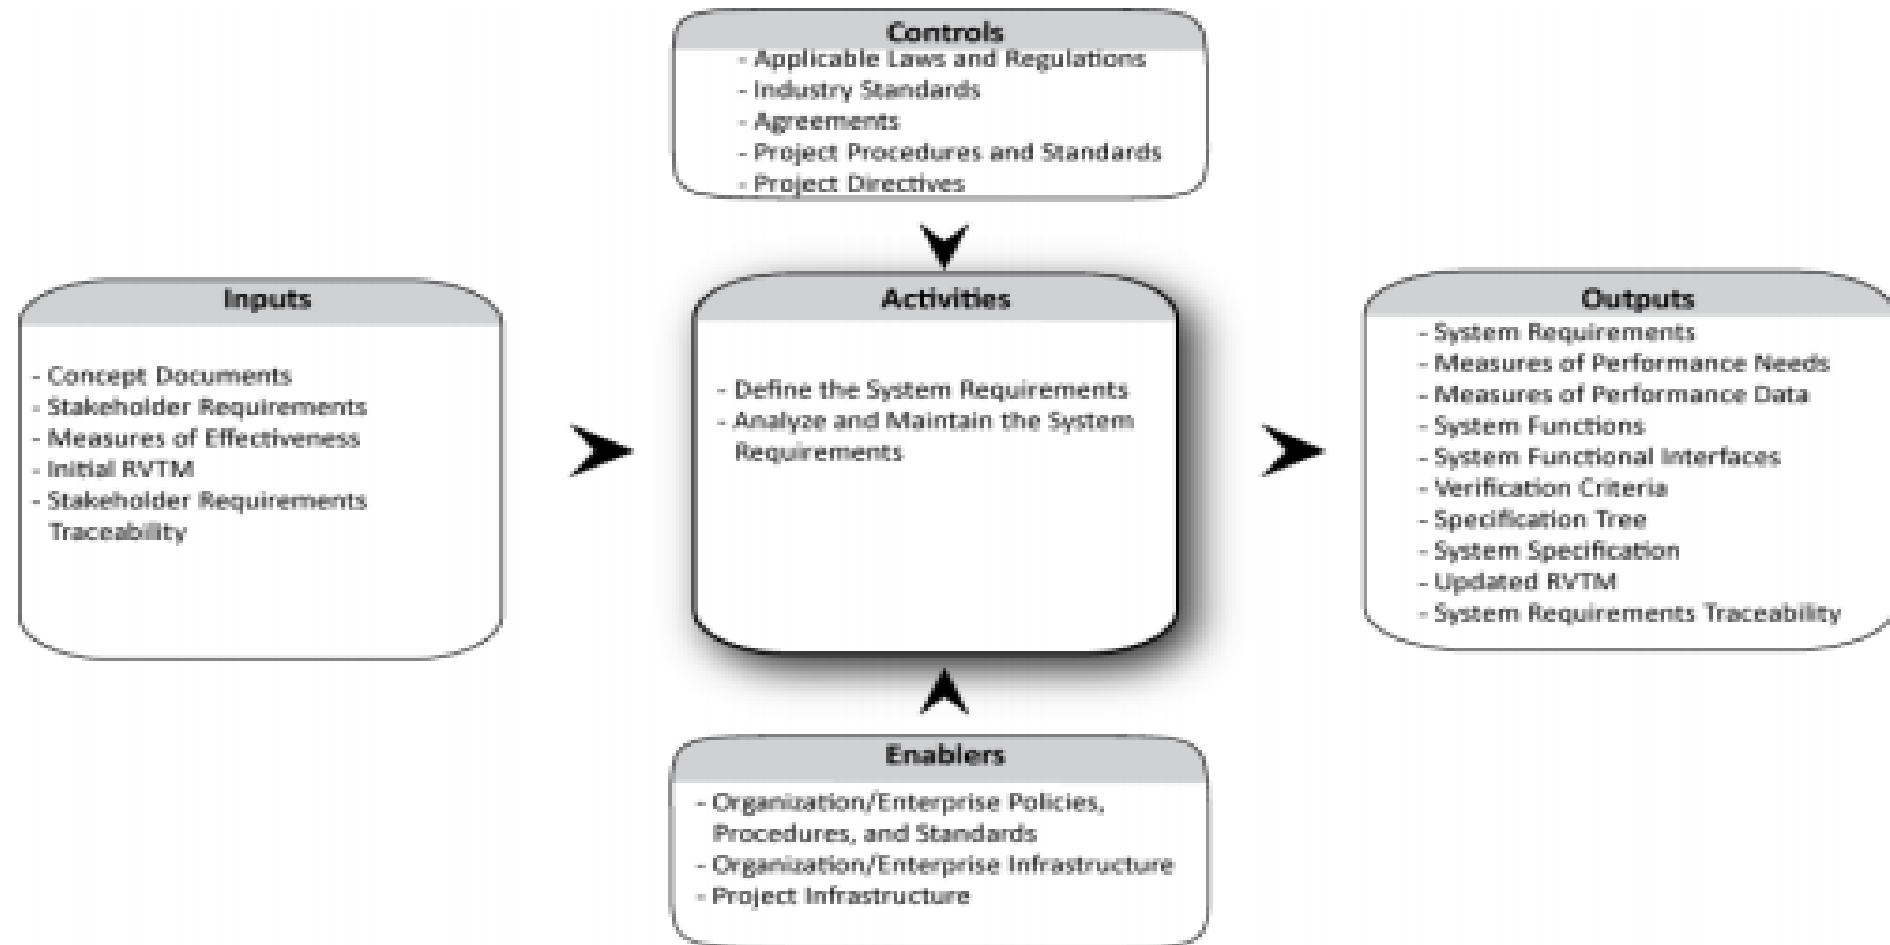 Controls
- Applicable Laws and Regulations
- Industry Standards
- Agreements
- Project Procedures and Standards
- Project Directives
Inputs
- Concept Documents
- Stakeholder Requirements
- Measures of Effectiveness
- Initial RVTM
- Stakeholder Requirements
Traceability
Activities
- Define the System Requirements
- Analyze and Maintain the System
Requirements
Outputs
- System Requirements
- Measures of Performance Needs
- Measures of Performance Data
- System Functions
- System Functional Interfaces
- Verification Criteria
- Specification Tree
- System Specification
- Updated RVTM
- System Requirements Traceability
Enablers
- Organization/Enterprise Policies,
Procedures, and Standards
- Organization/Enterprise Infrastructure
- Project Infrastructure